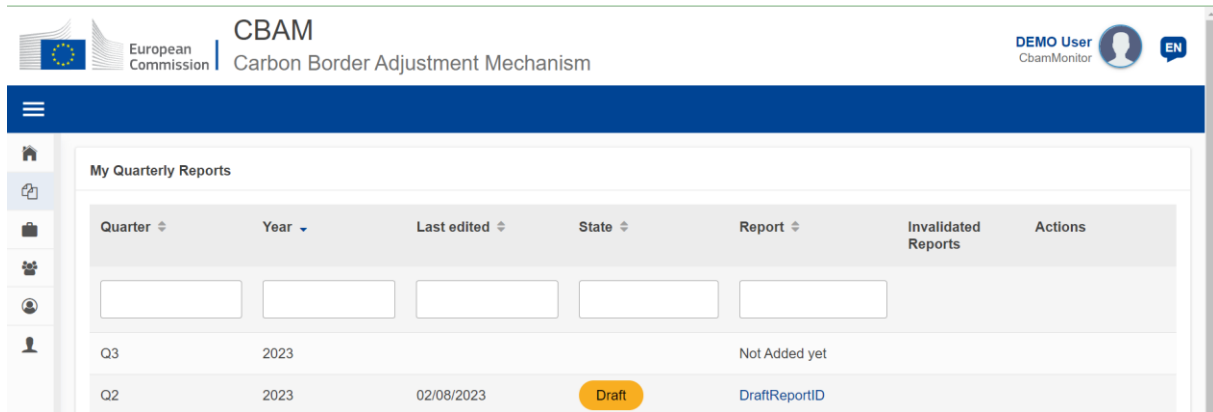 European
Commission
CBAM
Carbon Border Adjustment Mechanism
DEMO User
CbamMonitor
EN
My Quarterly Reports
Quarter Year Last edited State Report Invalidated Reports Actions
Q3 2023 Not Added yet
Q2 2023 02/08/2023 Draft DraftReportID